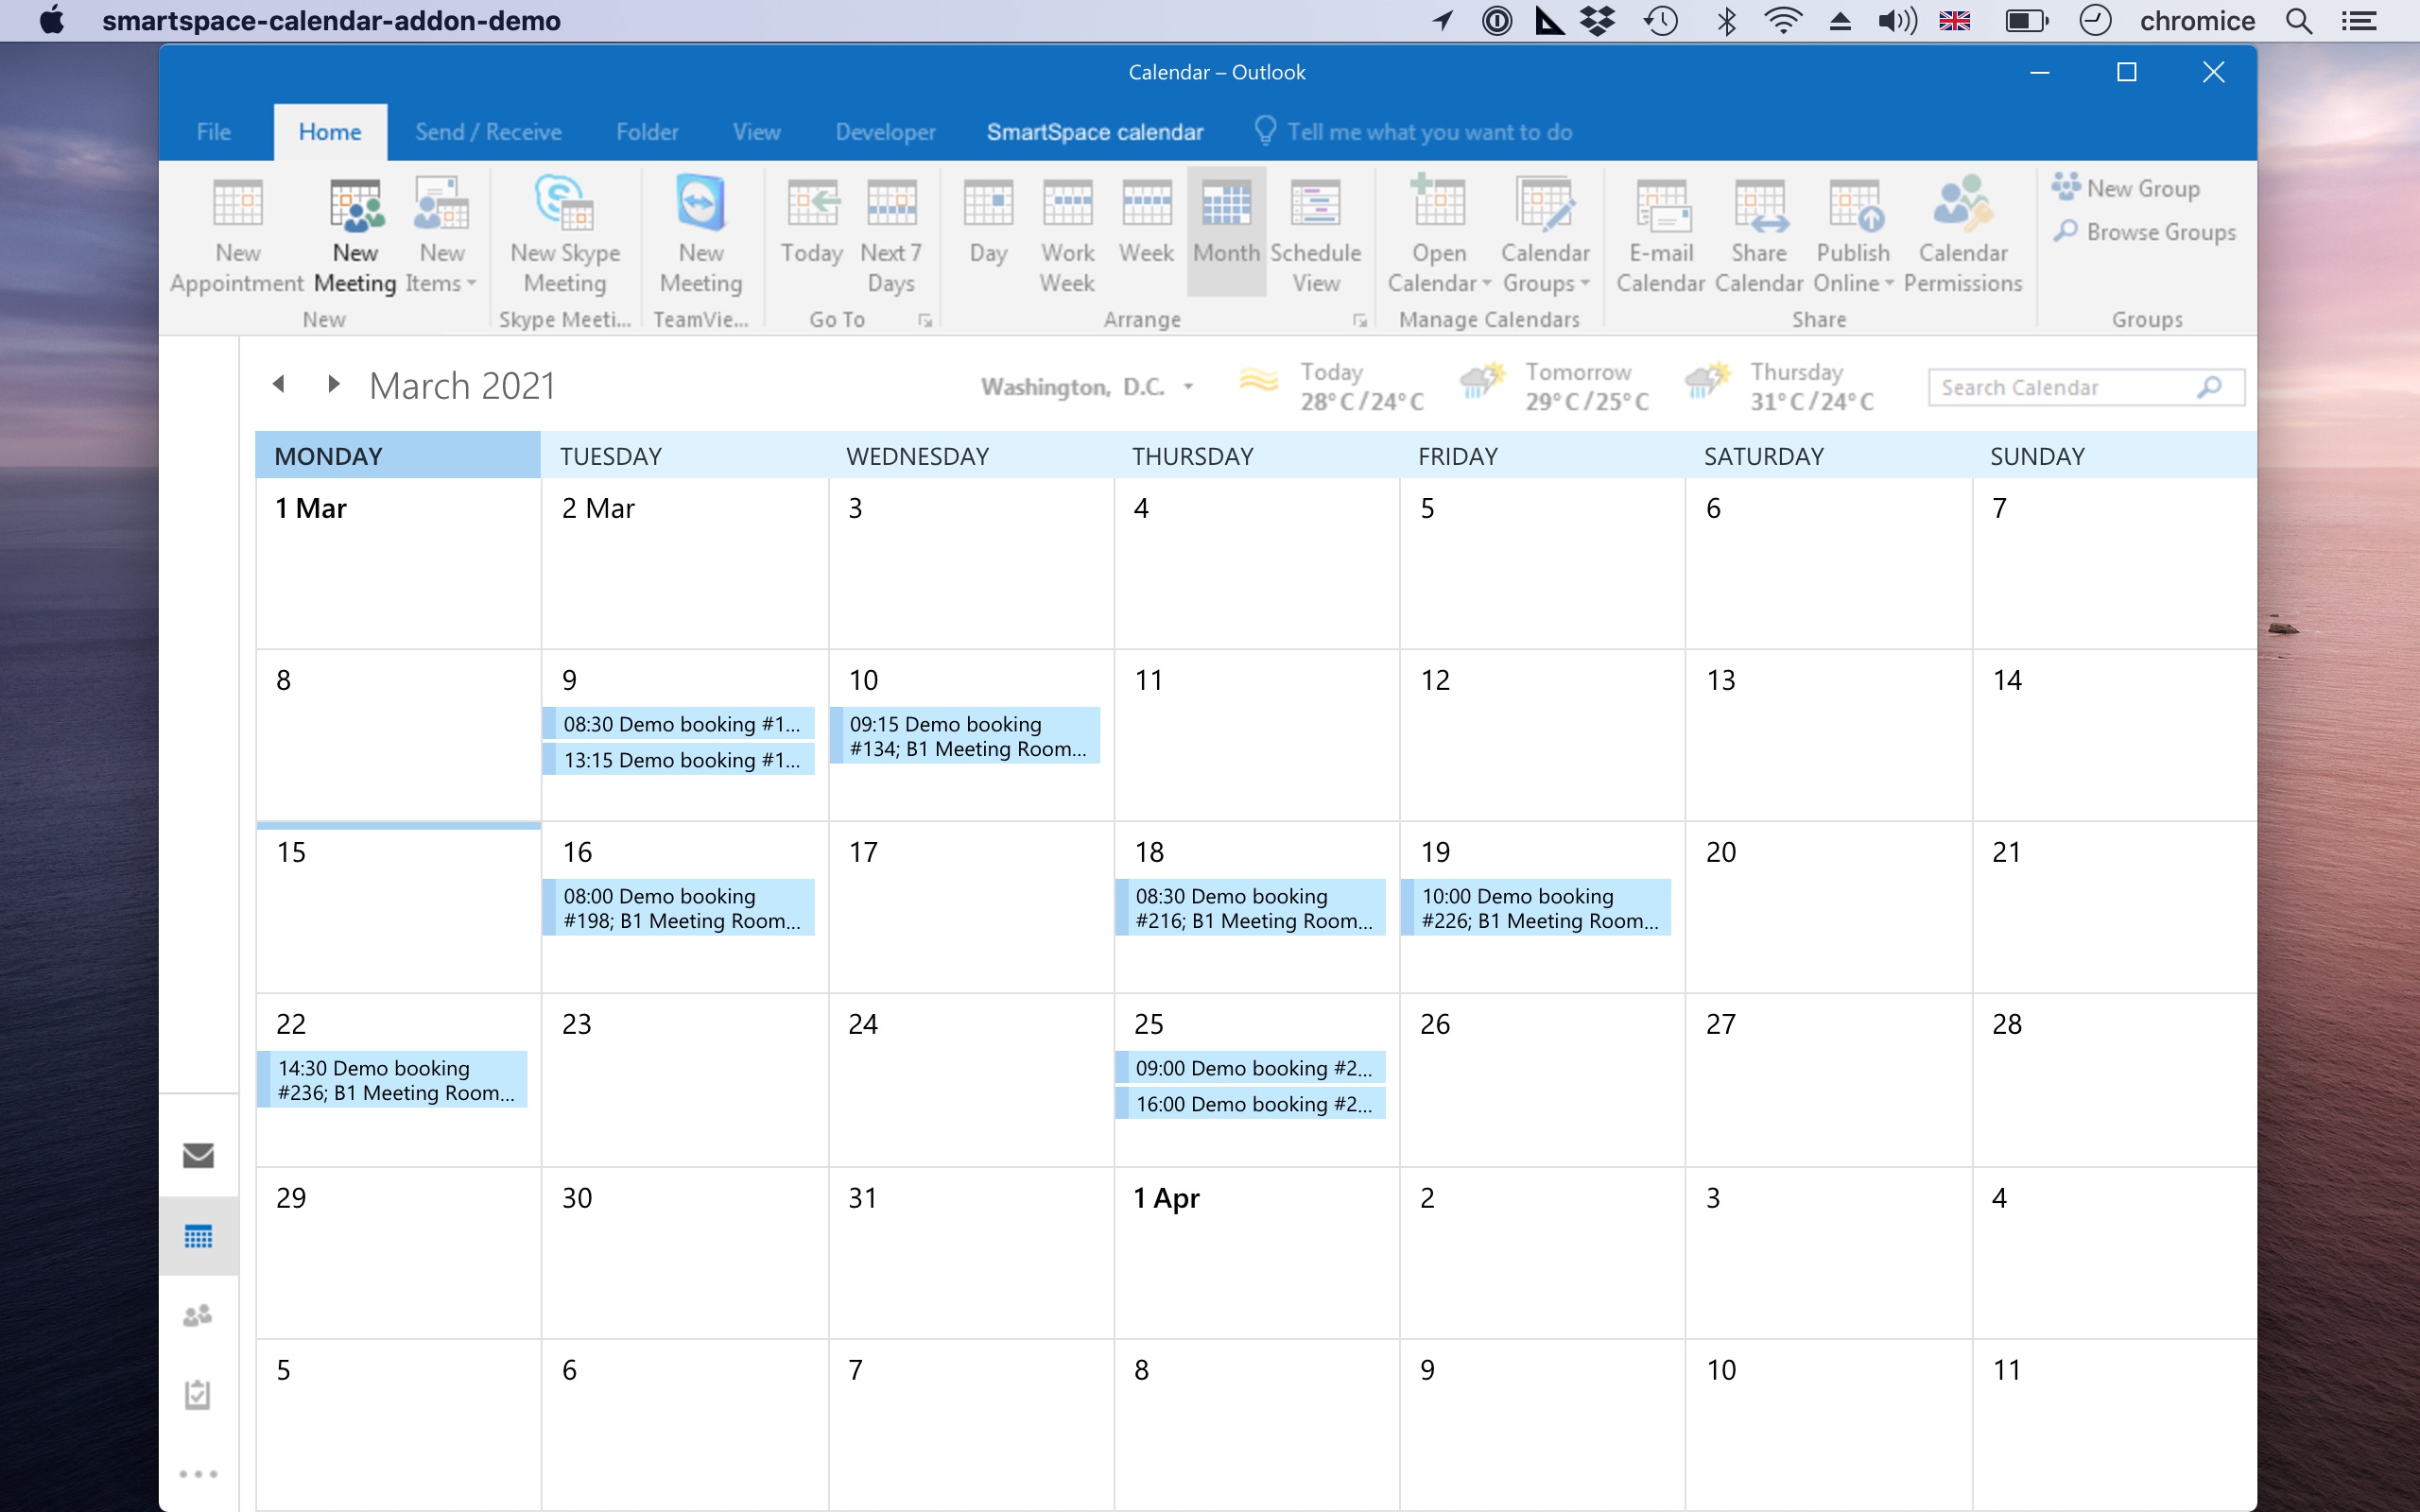 smartspace-calendar-addon-demo
chromice
Calendar – Outlook
File Home Send / Receive Folder View Developer SmartSpace calendar Tell me what you want to do
New Appointment
New Meeting
New Items
New
New Skype Meeting
Skype Meeti...
New Meeting
TeamVie...
Today
Next 7 Days
Go To
Day
Work Week
Week
Month
Schedule View
Arrange
Open Calendar
Calendar Groups
Manage Calendars
E-mail Calendar
Share Calendar
Publish Online
Calendar Permissions
Share
New Group
Browse Groups
Groups
March 2021
Washington, D.C.
Today
28° C / 24° C
Tomorrow
29° C / 25° C
Thursday
31° C / 24° C
Search Calendar
MONDAY TUESDAY WEDNESDAY THURSDAY FRIDAY SATURDAY SUNDAY
1 Mar 2 Mar 3 4 5 6 7
8 9 10 11 12 13 14
08:30 Demo booking #1...
13:15 Demo booking #1...
09:15 Demo booking
#134; B1 Meeting Room...
15 16 17 18 19 20 21
08:00 Demo booking
#198; B1 Meeting Room...
08:30 Demo booking
#216; B1 Meeting Room...
10:00 Demo booking
#226; B1 Meeting Room...
22 23 24 25 26 27 28
14:30 Demo booking
#236; B1 Meeting Room...
09:00 Demo booking #2...
16:00 Demo booking #2...
29 30 31 1 Apr 2 3 4
5 6 7 8 9 10 11